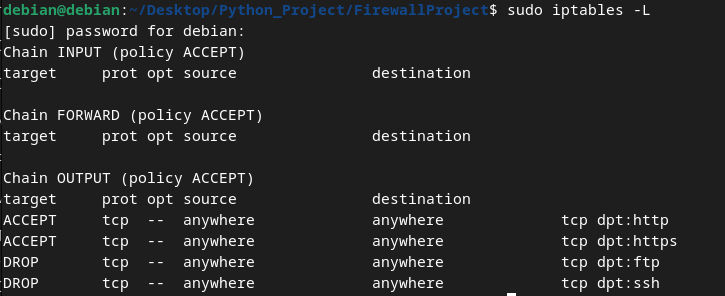 debian@debian:~/Desktop/Python_Project/FirewallProject$ sudo iptables -L
[sudo] password for debian:
Chain INPUT (policy ACCEPT)
target     prot opt source               destination

Chain FORWARD (policy ACCEPT)
target     prot opt source               destination

Chain OUTPUT (policy ACCEPT)
target     prot opt source               destination
ACCEPT     tcp  --  anywhere             anywhere             tcp dpt:http
ACCEPT     tcp  --  anywhere             anywhere             tcp dpt:https
DROP       tcp  --  anywhere             anywhere             tcp dpt:ftp
DROP       tcp  --  anywhere             anywhere             tcp dpt:ssh